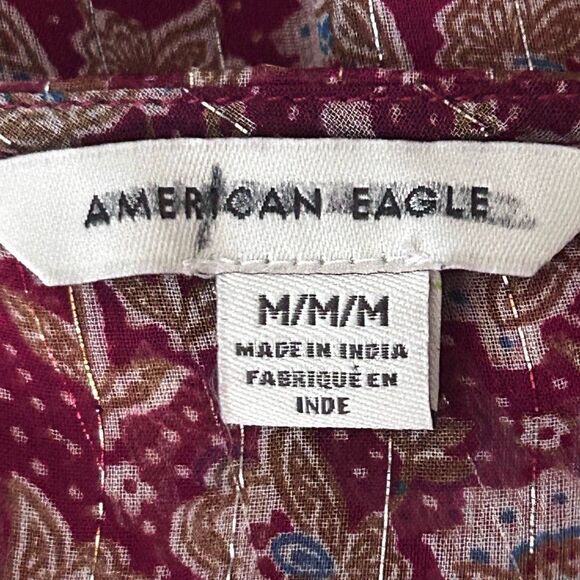 AMERICAN EAGLE
M/M/M
MADE IN INDIA
FABRIQUÉ EN
INDE